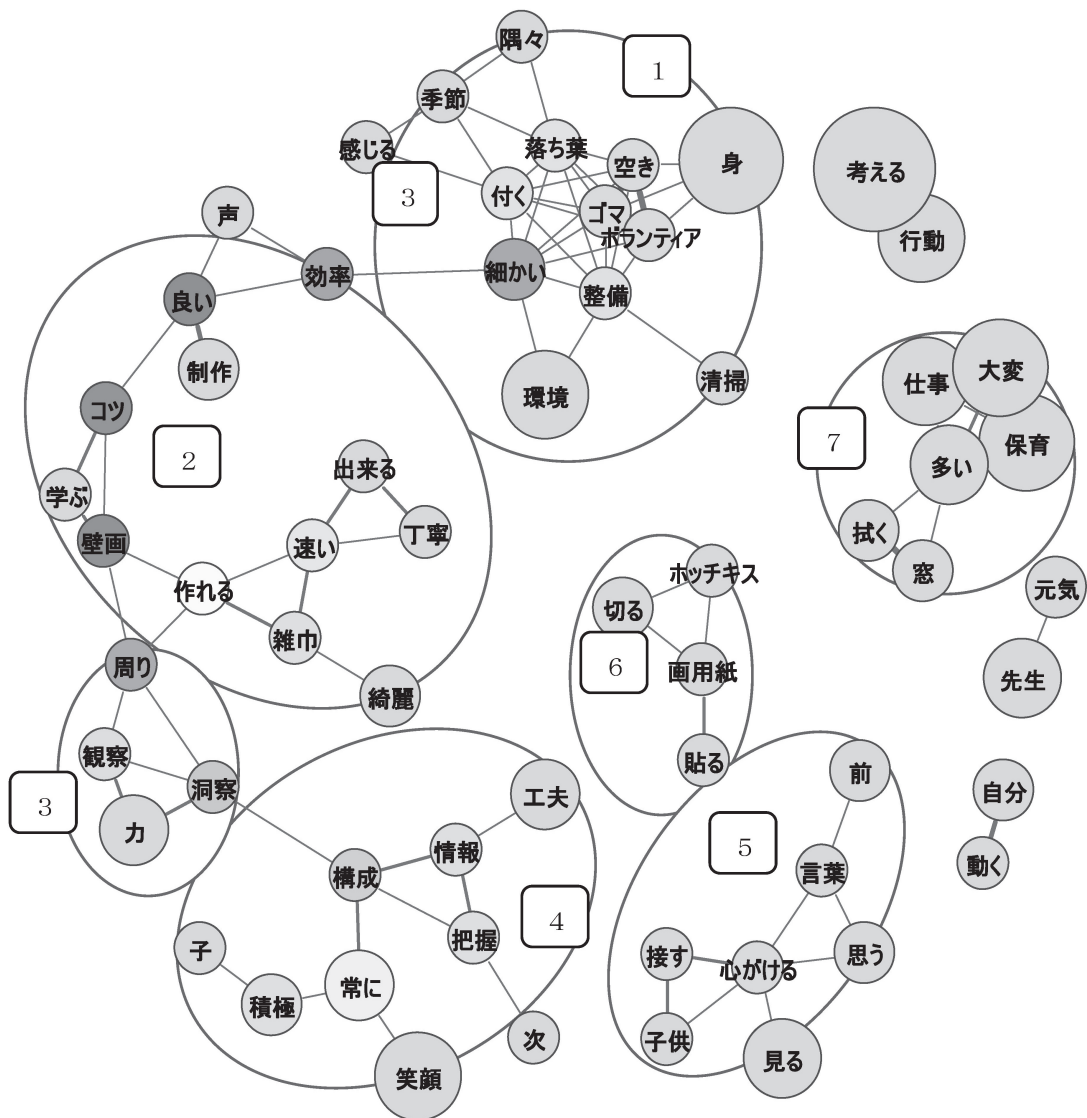 隅々
1
季節
感じる
落ち葉
空き
身
考える
3
付く
ゴマ
ボランティア
行動
声
効率
細かい
整備
良い
制作
環境
清掃
コツ
2
出来る
学ぶ
丁寧
壁画
速い
作れる
雑巾
綺麗
仕事
大変
7
多い
保育
拭く
窓
ホッチキス
切る
6
画用紙
貼る
元気
先生
周り
観察
洞察
3
力
工夫
情報
構成
4
把握
子
常に
積極
次
笑顔
前
5
言葉
接す
心がける
思う
子供
見る
自分
動く